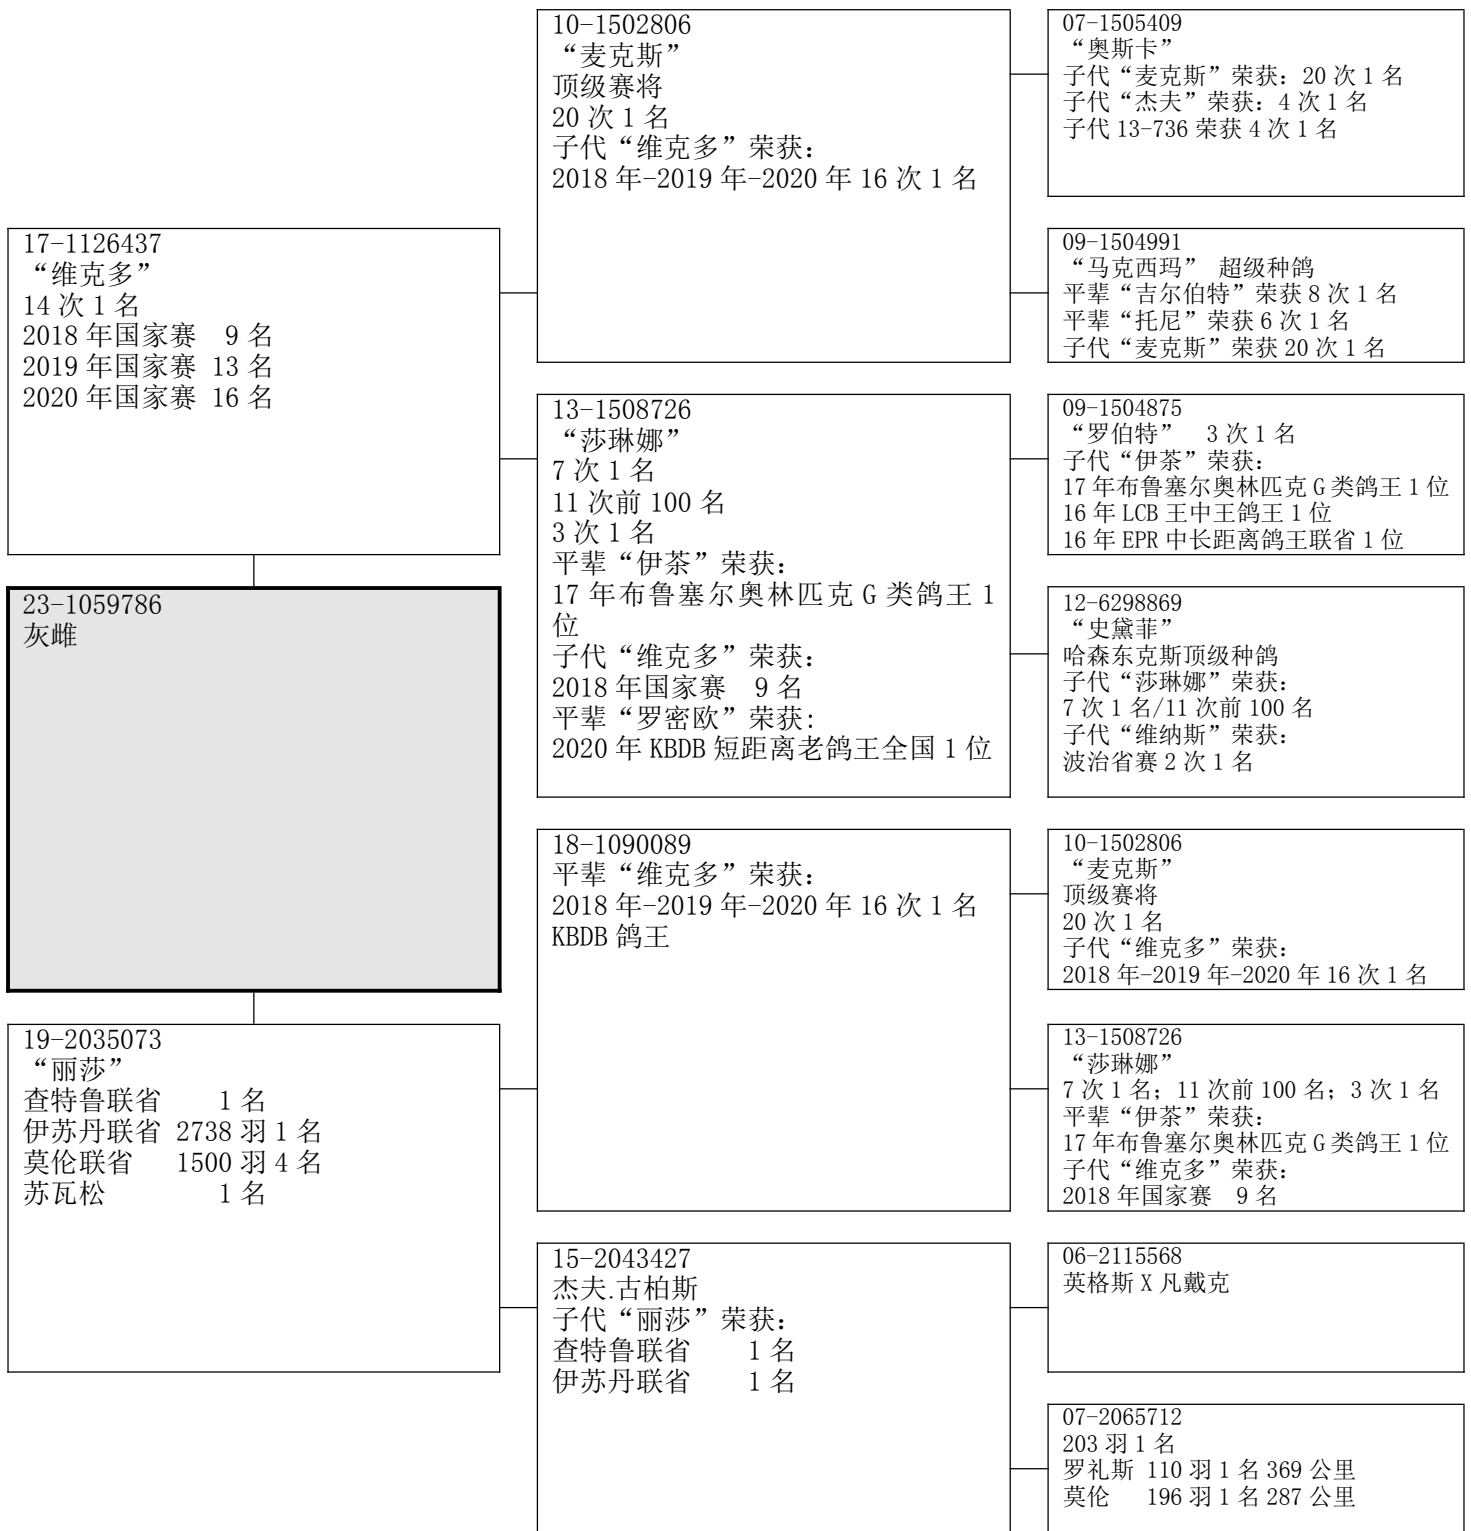 17-1126437
“维克多”
14 次 1 名
2018 年国家赛 9 名
2019 年国家赛 13 名
2020 年国家赛 16 名
23-1059786
灰雌
19-2035073
“丽莎”
查特鲁联省 1 名
伊苏丹联省 2738 羽 1 名
莫伦联省 1500 羽 4 名
苏瓦松 1 名
10-1502806
“麦克斯”
顶级赛将
20 次 1 名
子代“维克多”荣获：
2018 年-2019 年-2020 年 16 次 1 名
13-1508726
“莎琳娜”
7 次 1 名
11 次前 100 名
3 次 1 名
平辈“伊茶”荣获：
17 年布鲁塞尔奥林匹克 G 类鸽王 1
位
子代“维克多”荣获：
2018 年国家赛 9 名
平辈“罗密欧”荣获:
2020 年 KBDB 短距离老鸽王全国 1 位
18-1090089
平辈“维克多”荣获：
2018 年-2019 年-2020 年 16 次 1 名
KBDB 鸽王
15-2043427
杰夫.古柏斯
子代“丽莎”荣获：
查特鲁联省 1 名
伊苏丹联省 1 名
07-1505409
“奥斯卡”
子代“麦克斯”荣获：20 次 1 名
子代“杰夫”荣获：4 次 1 名
子代 13-736 荣获 4 次 1 名
09-1504991
“马克西玛” 超级种鸽
平辈“吉尔伯特”荣获 8 次 1 名
平辈“托尼”荣获 6 次 1 名
子代“麦克斯”荣获 20 次 1 名
09-1504875
“罗伯特” 3 次 1 名
子代“伊茶”荣获：
17 年布鲁塞尔奥林匹克 G 类鸽王 1 位
16 年 LCB 王中王鸽王 1 位
16 年 EPR 中长距离鸽王联省 1 位
12-6298869
“史黛菲”
哈森东克斯顶级种鸽
子代“莎琳娜”荣获：
7 次 1 名/11 次前 100 名
子代“维纳斯”荣获：
波治省赛 2 次 1 名
10-1502806
“麦克斯”
顶级赛将
20 次 1 名
子代“维克多”荣获：
2018 年-2019 年-2020 年 16 次 1 名
13-1508726
“莎琳娜”
7 次 1 名；11 次前 100 名；3 次 1 名
平辈“伊茶”荣获：
17 年布鲁塞尔奥林匹克 G 类鸽王 1 位
子代“维克多”荣获：
2018 年国家赛 9 名
06-2115568
英格斯 X 凡戴克
07-2065712
203 羽 1 名
罗礼斯 110 羽 1 名 369 公里
莫伦 196 羽 1 名 287 公里